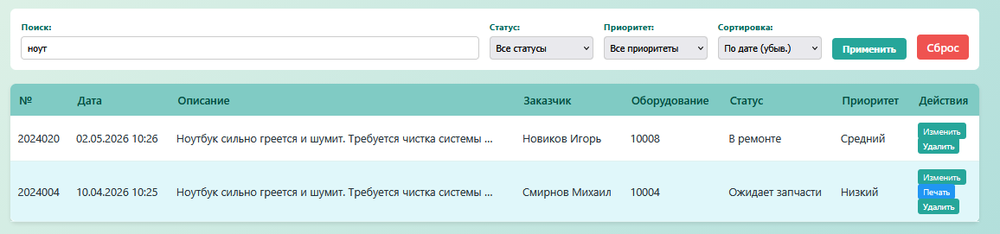 Поиск: Статус: Приоритет: Сортировка:
ноут Все статусы Все приоритеты По дате (убыв.) Применить Сброс
№ Дата Описание Заказчик Оборудование Статус Приоритет Действия
2024020 02.05.2026 10:26 Ноутбук сильно греется и шумит. Требуется чистка системы ... Новиков Игорь 10008 В ремонте Средний Изменить
Удалить
2024004 10.04.2026 10:25 Ноутбук сильно греется и шумит. Требуется чистка системы ... Смирнов Михаил 10004 Ожидает запчасти Низкий Изменить
Печать
Удалить